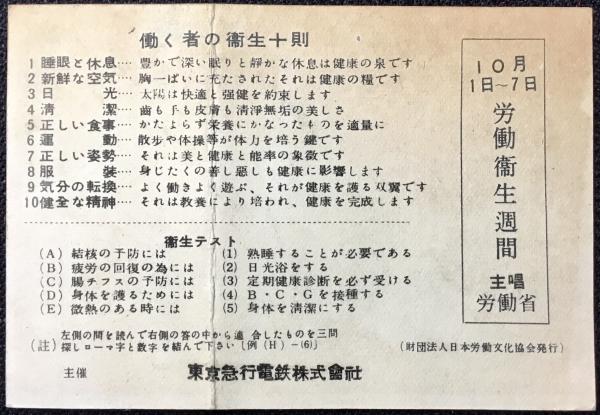 働く者の衞生十則
1 睡眠と休息‥‥ 豊かで深い眠りと靜かな休息は健康の泉です
2 新鮮な空気‥‥ 胸一ぱいに充たされたそれは健康の糧です
3 日光‥‥ 太陽は快適と强健を約束します
4 清潔‥‥ 齒も手も皮膚も淸淨無垢の美しさ
5 正しい食事‥‥ かたよらず栄養にかなったものを適量に
6 運動‥‥ 散歩や体操等が体力を培う鍵です
7 正しい姿勢‥‥ それは美と健康と能率の象徴です
8 服装‥‥ 身じたくの善し悪しも健康に影響します
9 気分の転換‥‥ よく働きよく遊ぶ、それが健康を護る双翼です
10 健全な精神‥‥ それは教養により培われ、健康を完成します
衞生テスト
(A) 結核の予防には (1) 熟睡することが必要である
(B) 疲労の回復の為には (2) 日光浴をする
(C) 腸チフスの予防には (3) 定期健康診断を必ず受ける
(D) 身体を護るためには (4) B・C・Gを接種する
(E) 微熱のある時には (5) 身体を清潔にする
(註) 左側の問を読んで右側の答の中から適合したものを三問
探しローマ字と数字を結んで下さい〔例(H)-(6)〕
(財団法人日本労働文化協会発行)
主催 東京急行電鉄株式會社
10月
1日~7日
労働衞生週間
主唱
労働省